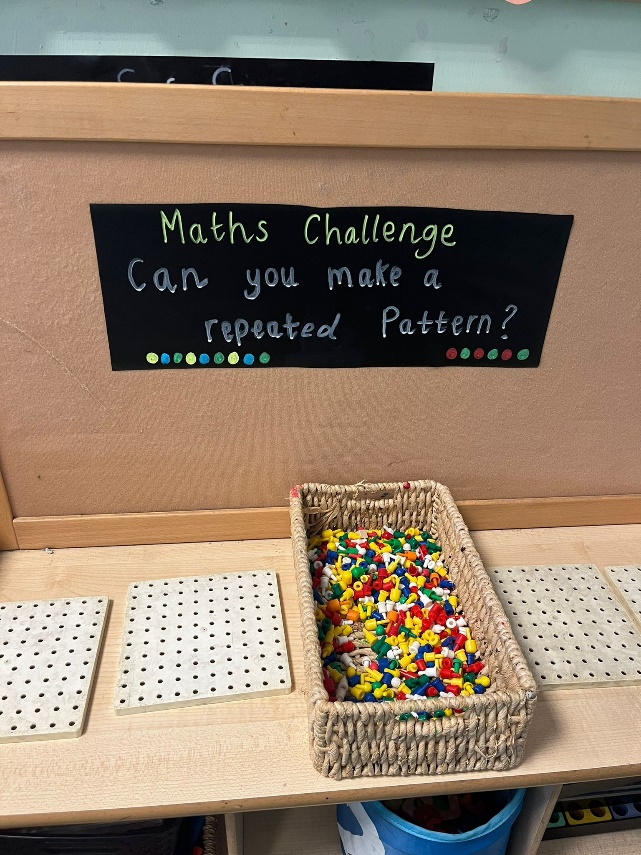 Maths Challenge
Can you make a
repeated Pattern?